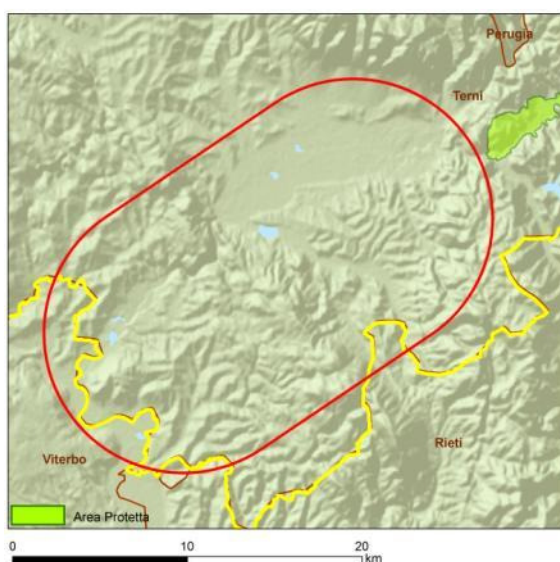 Perugia
Terni
Viterbo
Rieti
Area Protetta
0 10 20
km